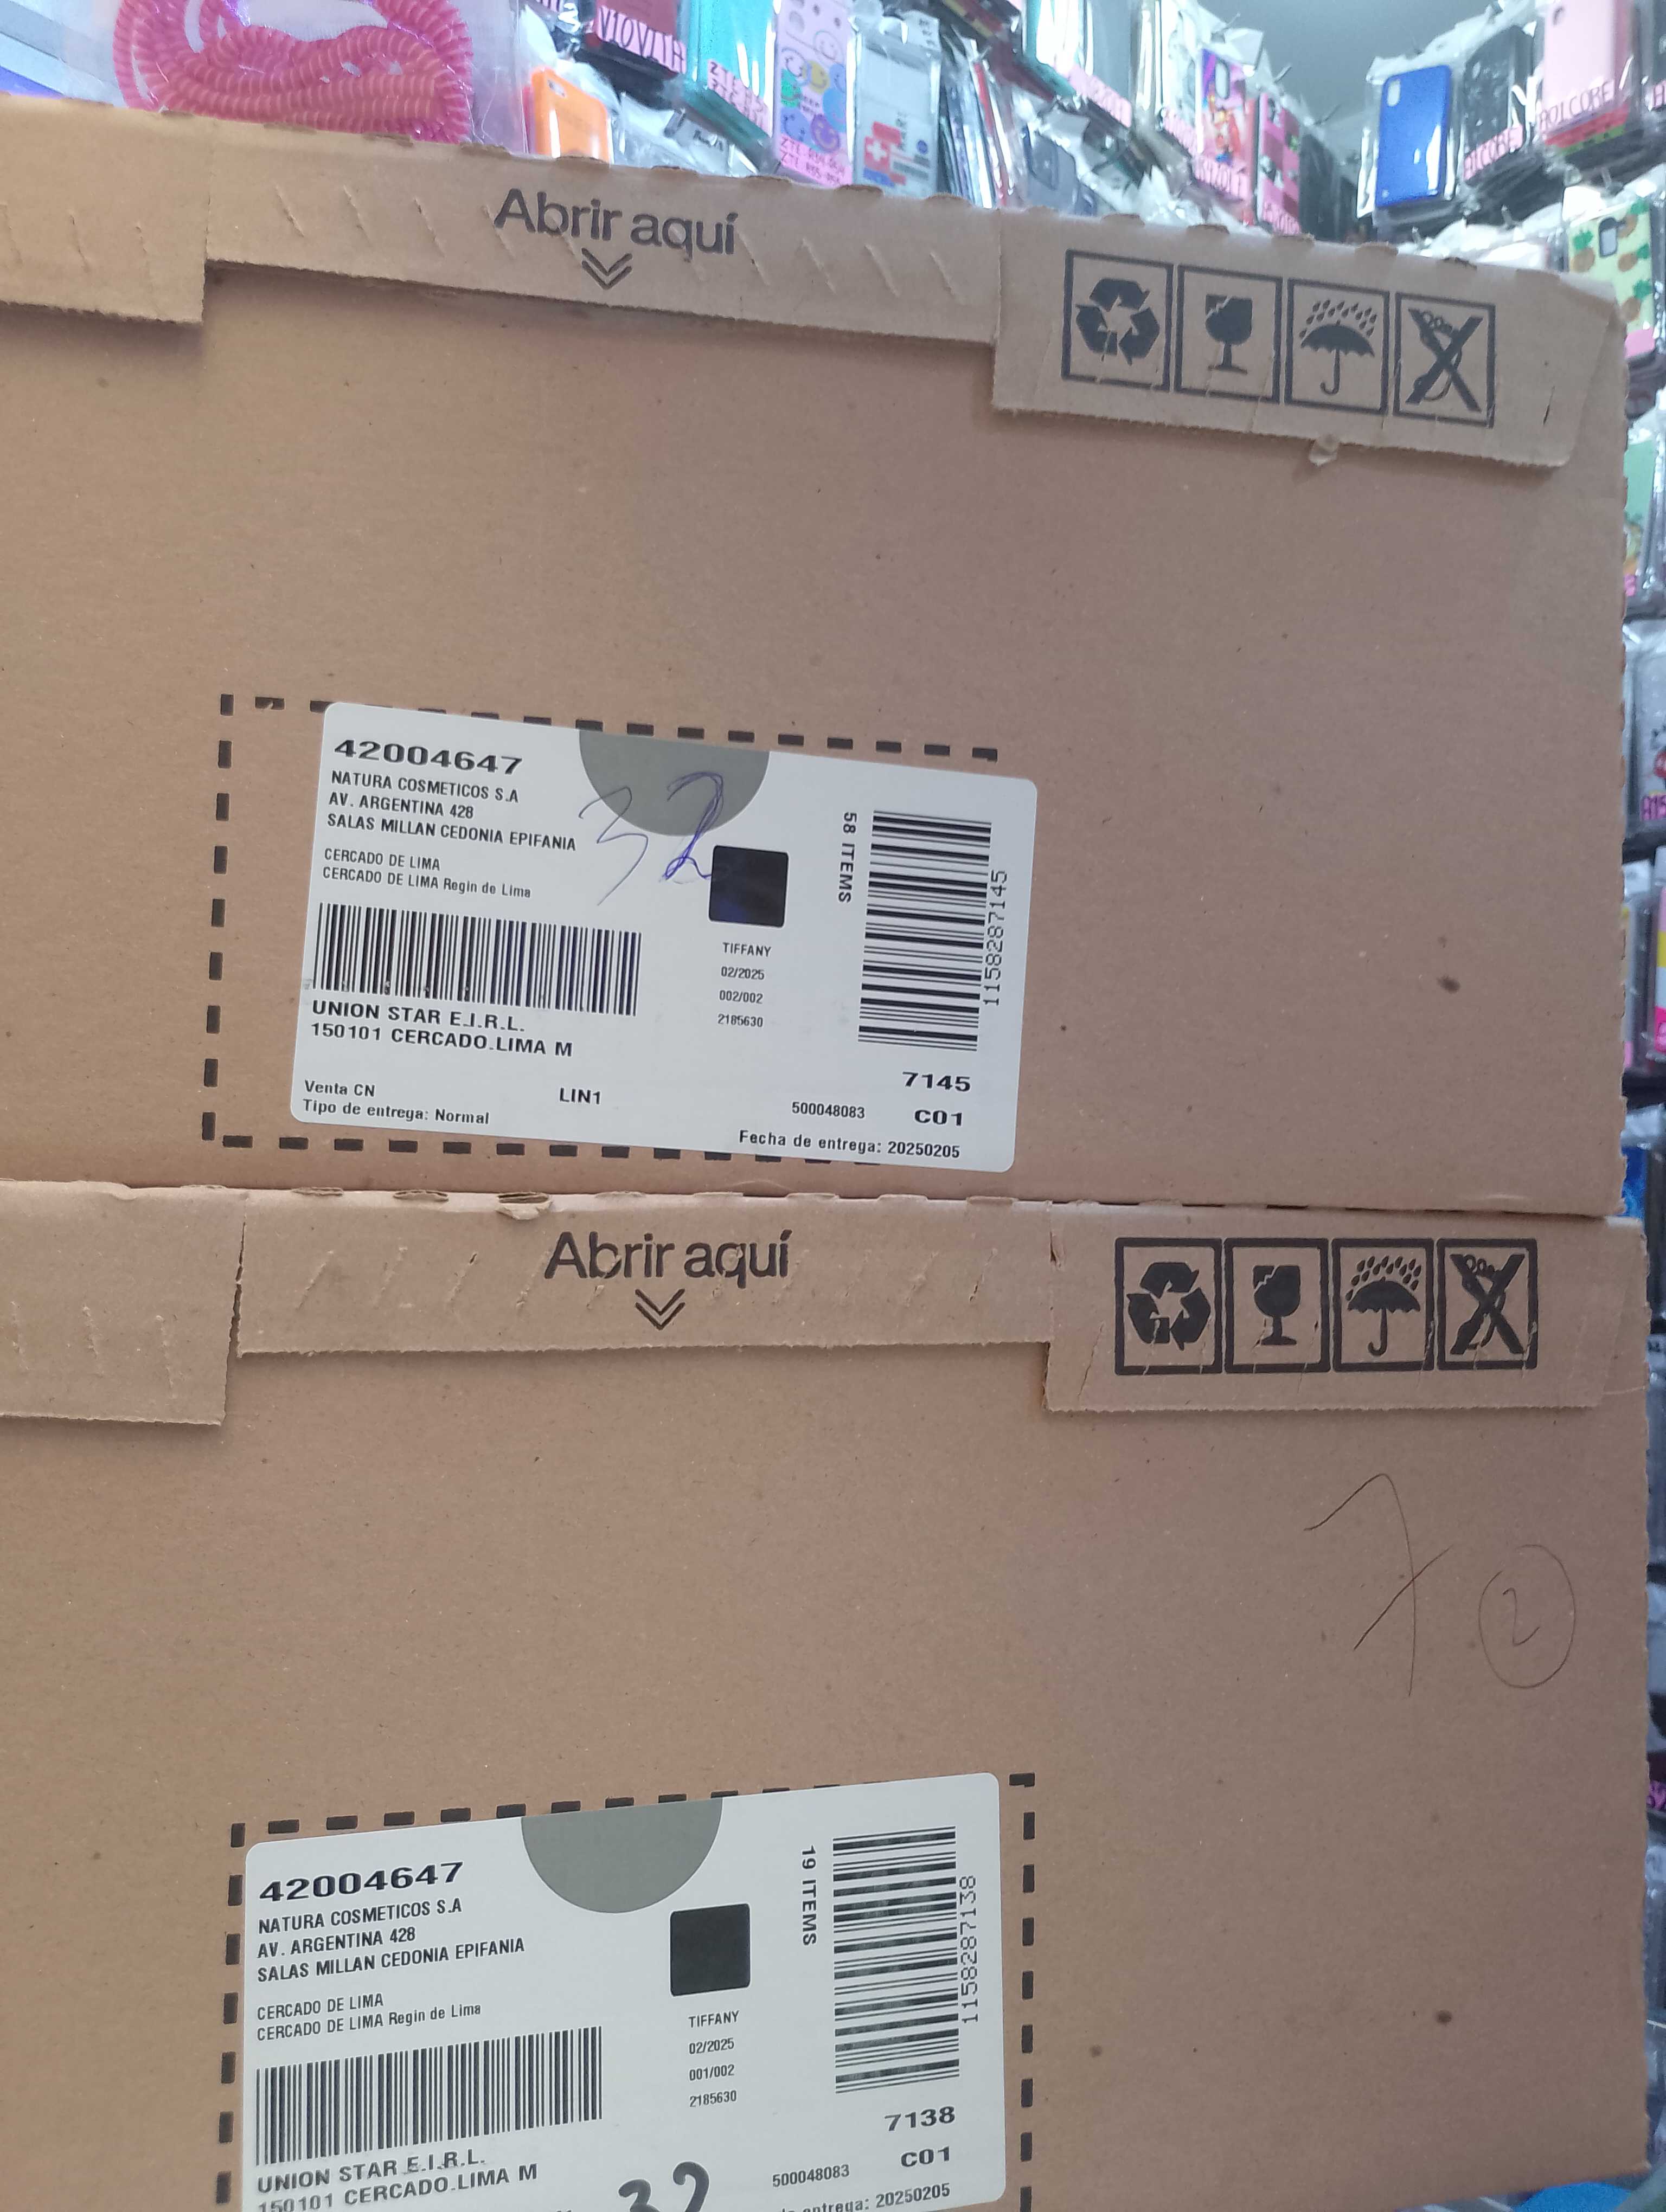 Abrir aquí
42004647
NATURA COSMETICOS S.A
AV. ARGENTINA 428
SALAS MILLAN CEDONIA EPIFANIA
CERCADO DE LIMA
CERCADO DE LIMA Regin de Lima
32
58 ITEMS
1158287145
TIFFANY
02/2025
002/002
2185630
UNION STAR E.I.R.L.
150101 CERCADO.LIMA M
7145
Venta CN
LIN1
500048083
C01
Tipo de entrega: Normal
Fecha de entrega: 20250205
Abrir aquí
7 2
42004647
NATURA COSMETICOS S.A
AV. ARGENTINA 428
SALAS MILLAN CEDONIA EPIFANIA
CERCADO DE LIMA
CERCADO DE LIMA Regin de Lima
19 ITEMS
1158287138
TIFFANY
02/2025
001/002
2185630
UNION STAR E.I.R.L.
150101 CERCADO.LIMA M
32
7138
500048083
C01
entrega: 20250205